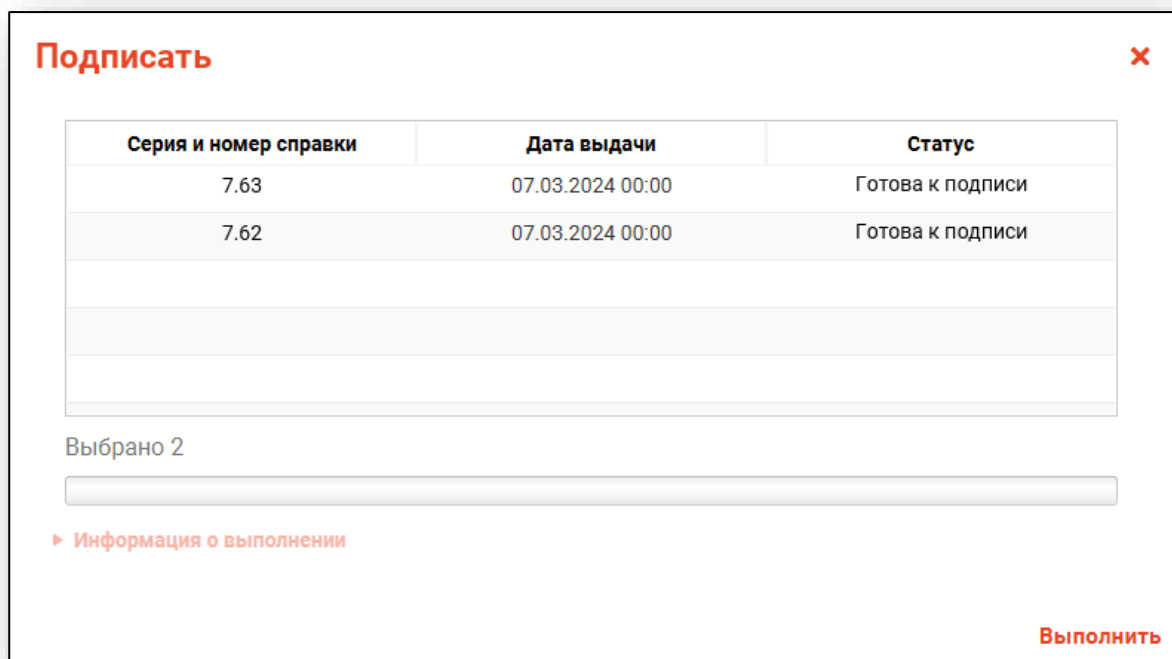 Подписать
Серия и номер справки Дата выдачи Статус
7.63 07.03.2024 00:00 Готова к подписи
7.62 07.03.2024 00:00 Готова к подписи
Выбрано 2
Информация о выполнении
Выполнить